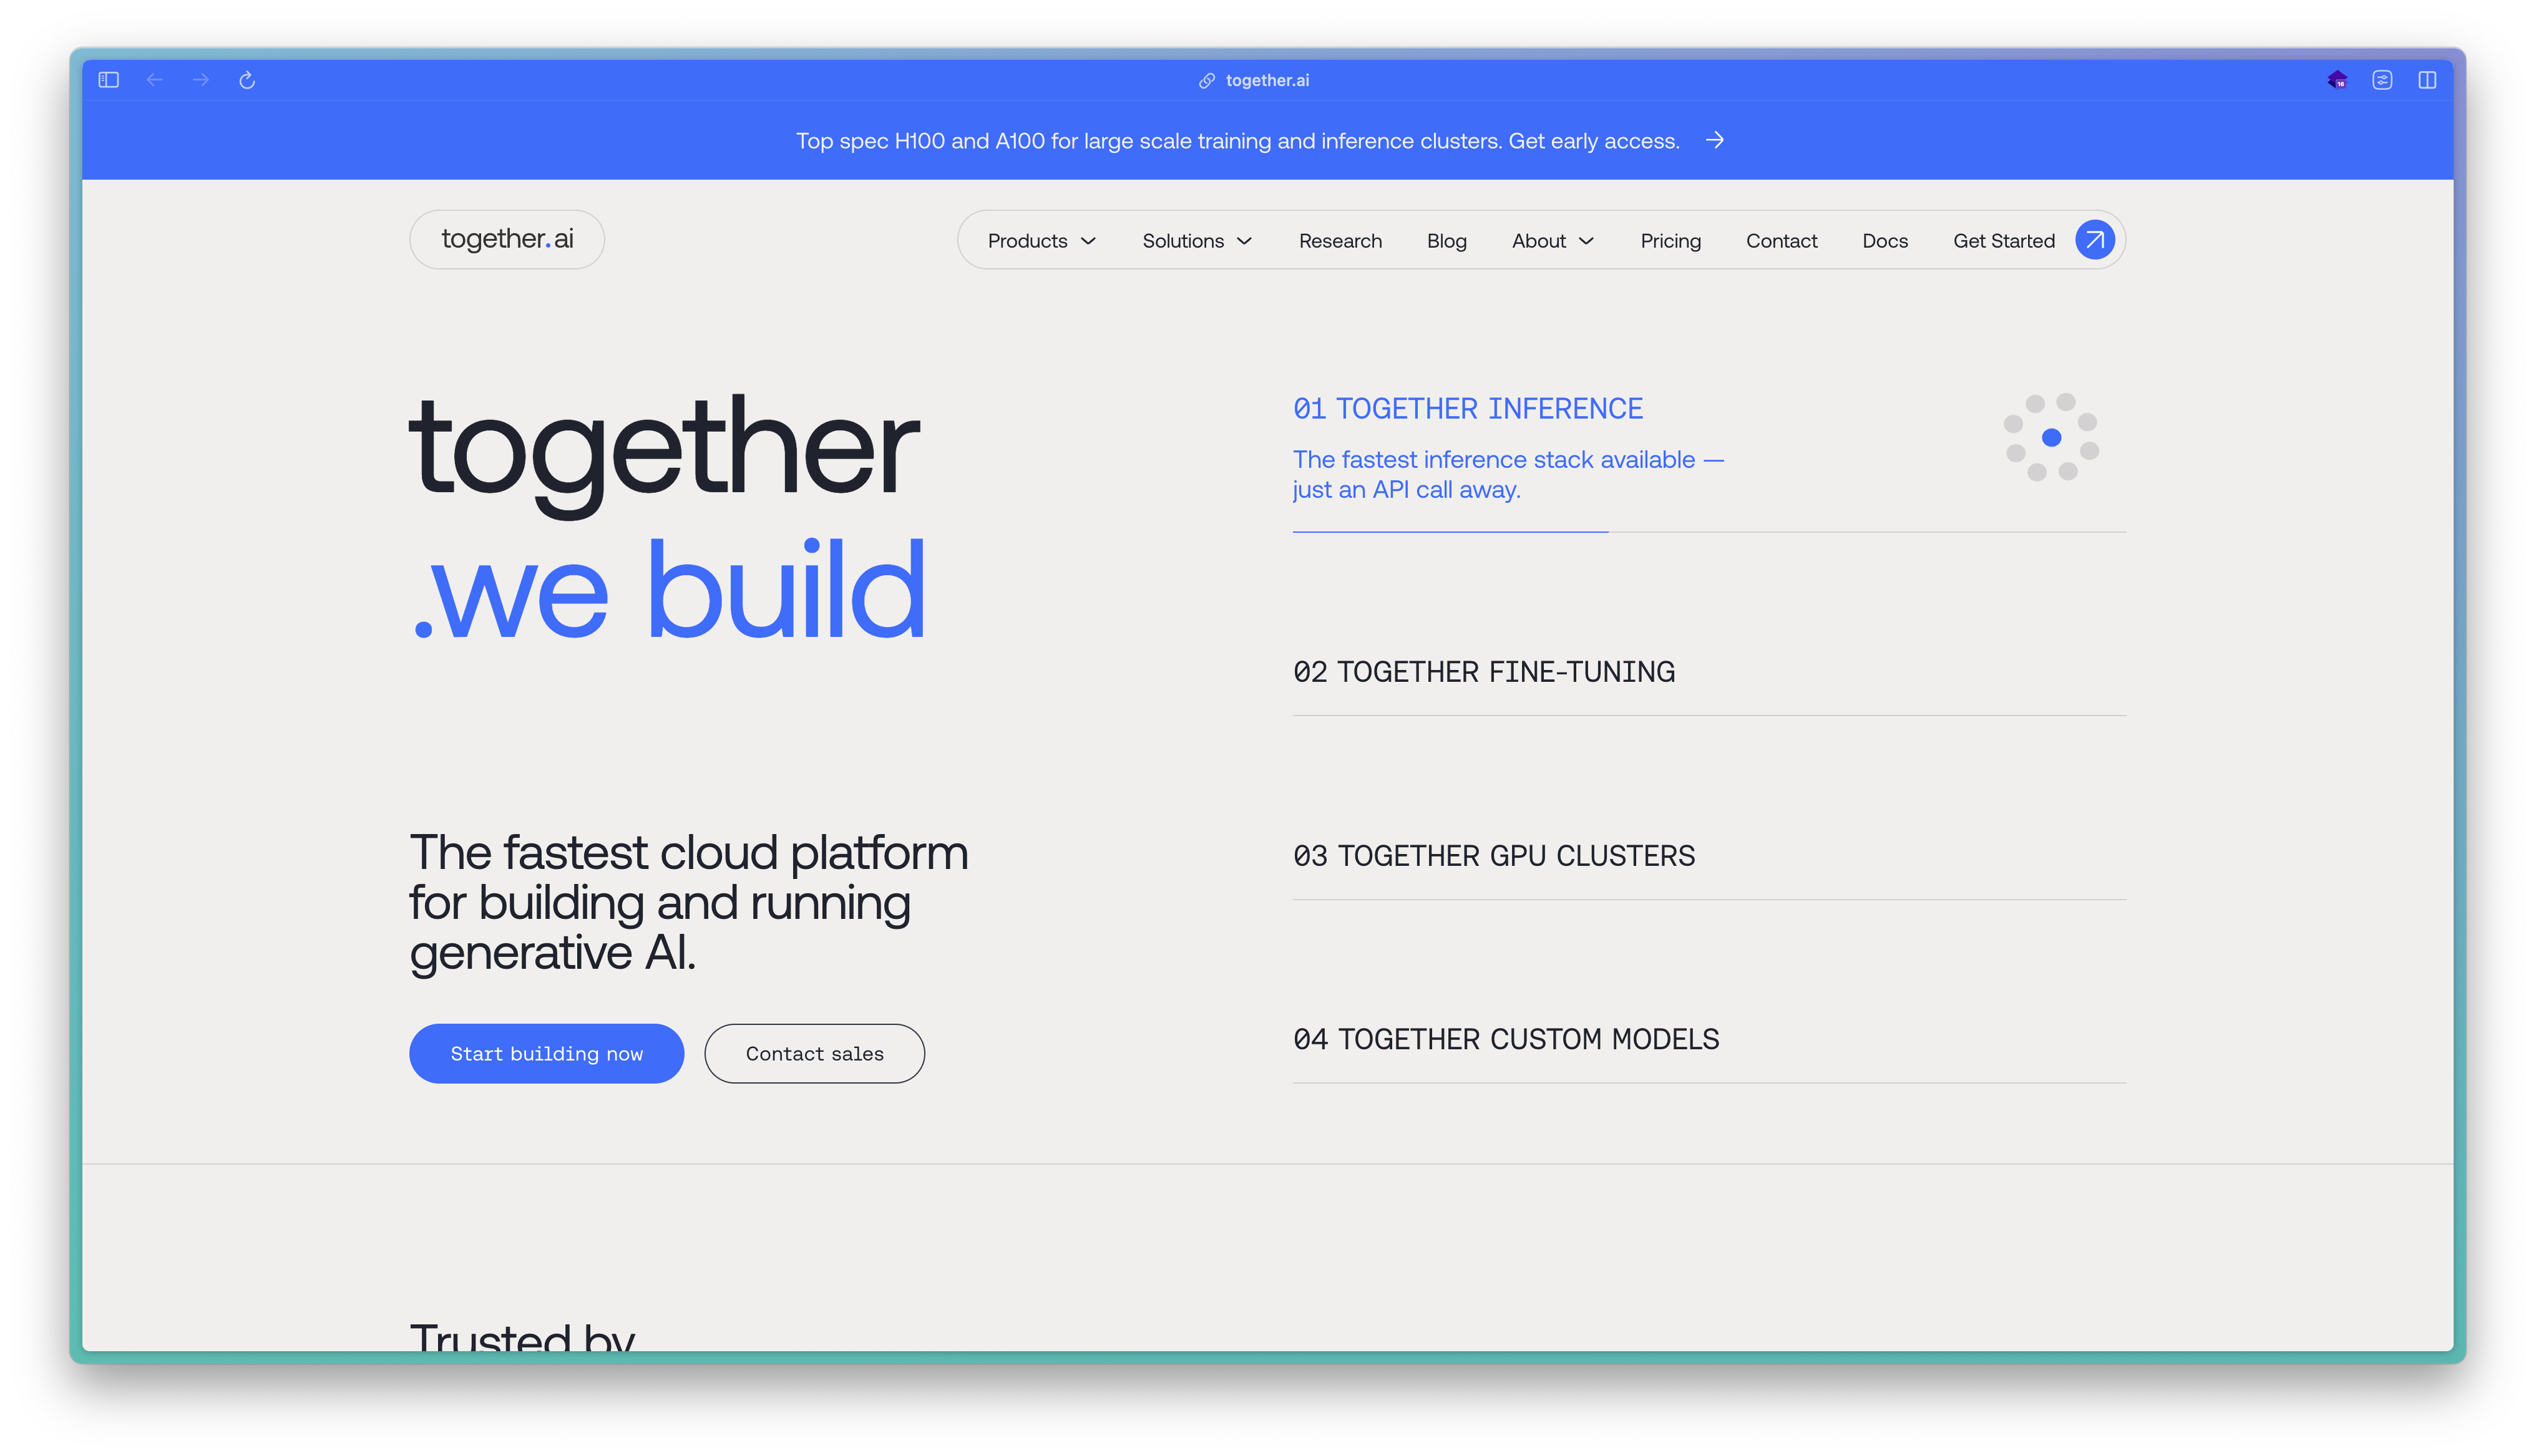 together.ai
Top spec H100 and A100 for large scale training and inference clusters. Get early access.
together.ai
Products
Solutions
Research
Blog
About
Pricing
Contact
Docs
Get Started
together
.we build
The fastest cloud platform
for building and running
generative AI.
Start building now
Contact sales
01 TOGETHER INFERENCE
The fastest inference stack available —
just an API call away.
02 TOGETHER FINE-TUNING
03 TOGETHER GPU CLUSTERS
04 TOGETHER CUSTOM MODELS
Trusted by